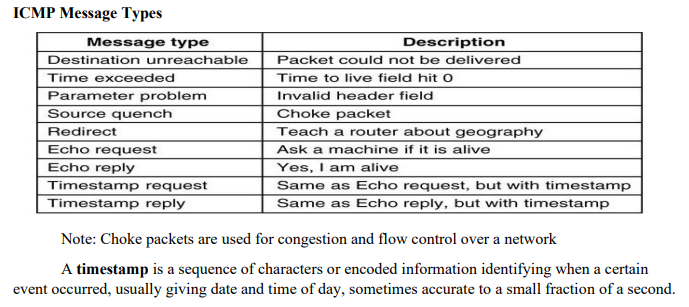 ICMP Message Types
Message type Description
Destination unreachable Packet could not be delivered
Time exceeded Time to live field hit 0
Parameter problem Invalid header field
Source quench Choke packet
Redirect Teach a router about geography
Echo request Ask a machine if it is alive
Echo reply Yes, I am alive
Timestamp request Same as Echo request, but with timestamp
Timestamp reply Same as Echo reply, but with timestamp
Note: Choke packets are used for congestion and flow control over a network
A timestamp is a sequence of characters or encoded information identifying when a certain
event occurred, usually giving date and time of day, sometimes accurate to a small fraction of a second.